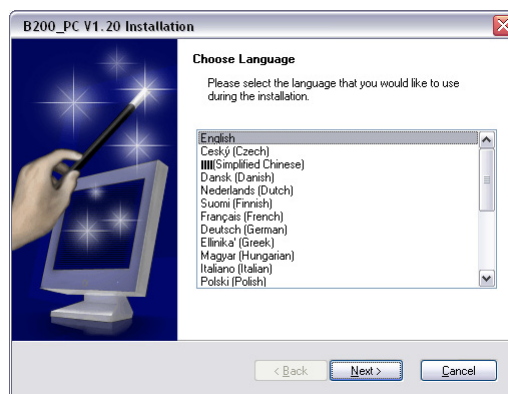 B200_PC V1.20 Installation
Choose Language
Please select the language that you would like to use
during the installation.
English
Ceský (Czech)
(Simplified Chinese)
Dansk (Danish)
Nederlands (Dutch)
Suomi (Finnish)
Français (French)
Deutsch (German)
Ellinika' (Greek)
Magyar (Hungarian)
Italiano (Italian)
Polski (Polish)
< Back
Next >
Cancel